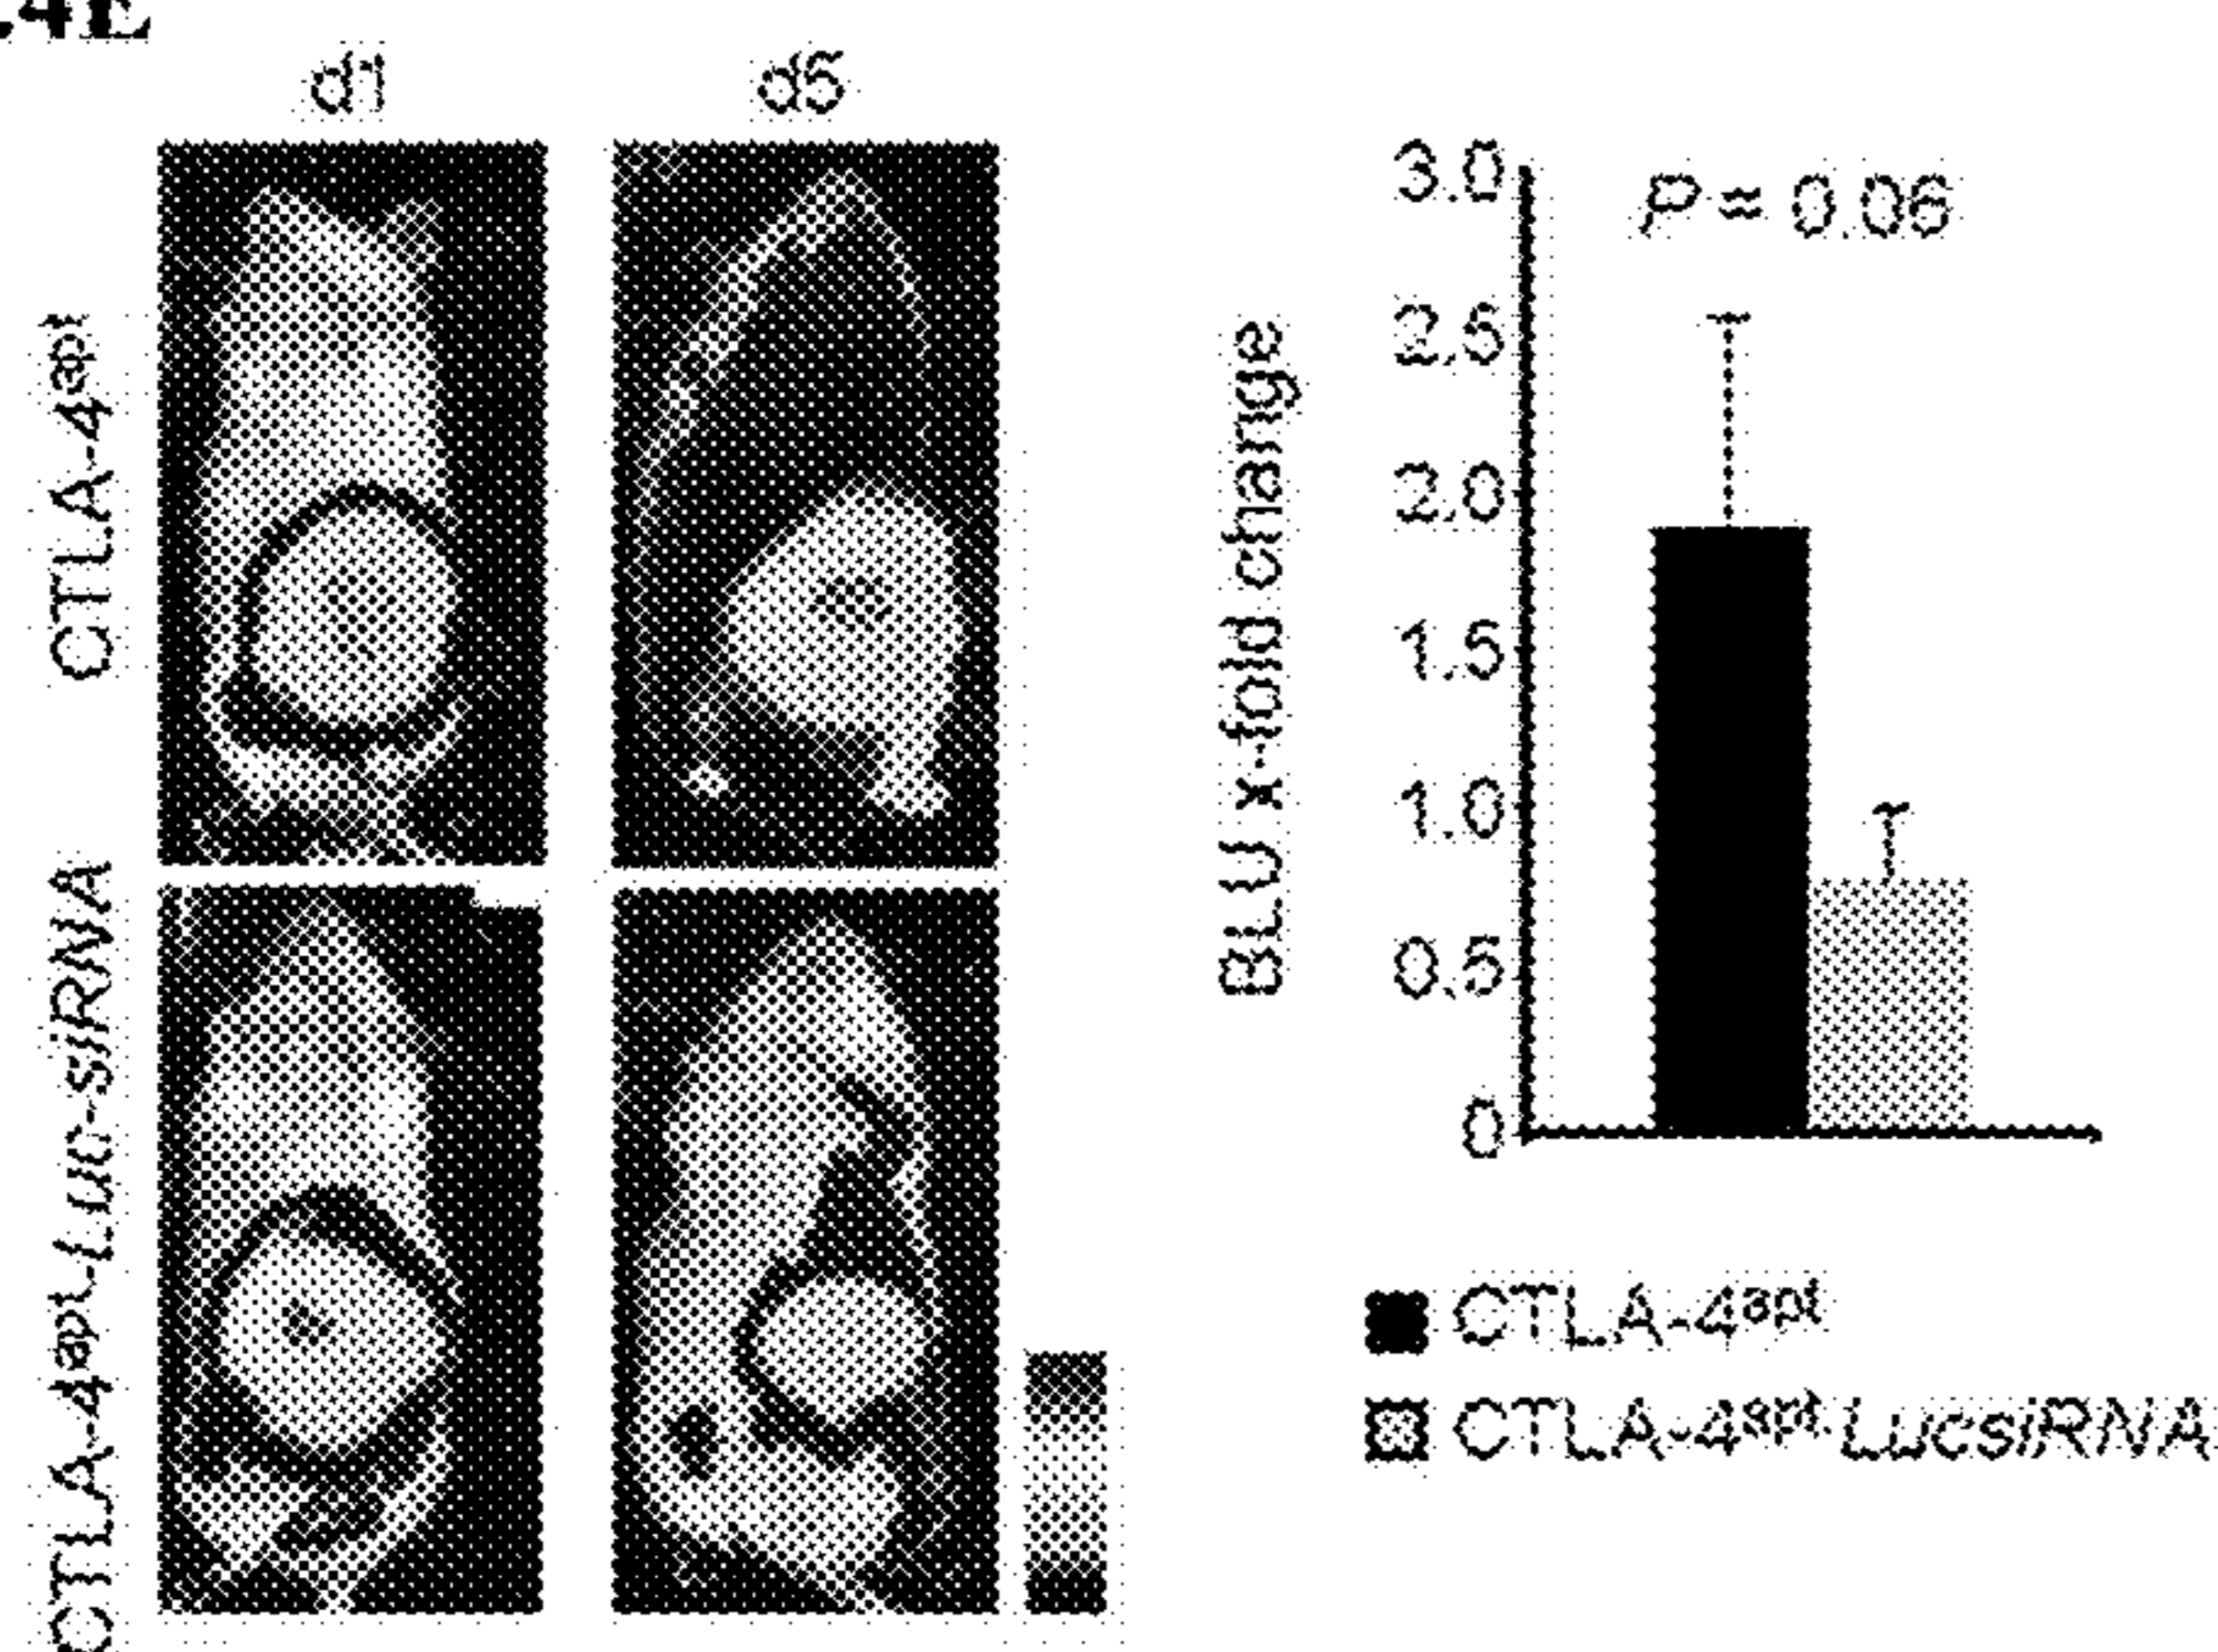 .4E
d1 d5
CTLA-4apt
CTLA-4apt-Luc-siRNA
BLU x-fold change
3.0
2.5
2.0
1.5
1.0
0.5
0
P = 0.06
CTLA-4apt
CTLA-4apt-LucsiRNA